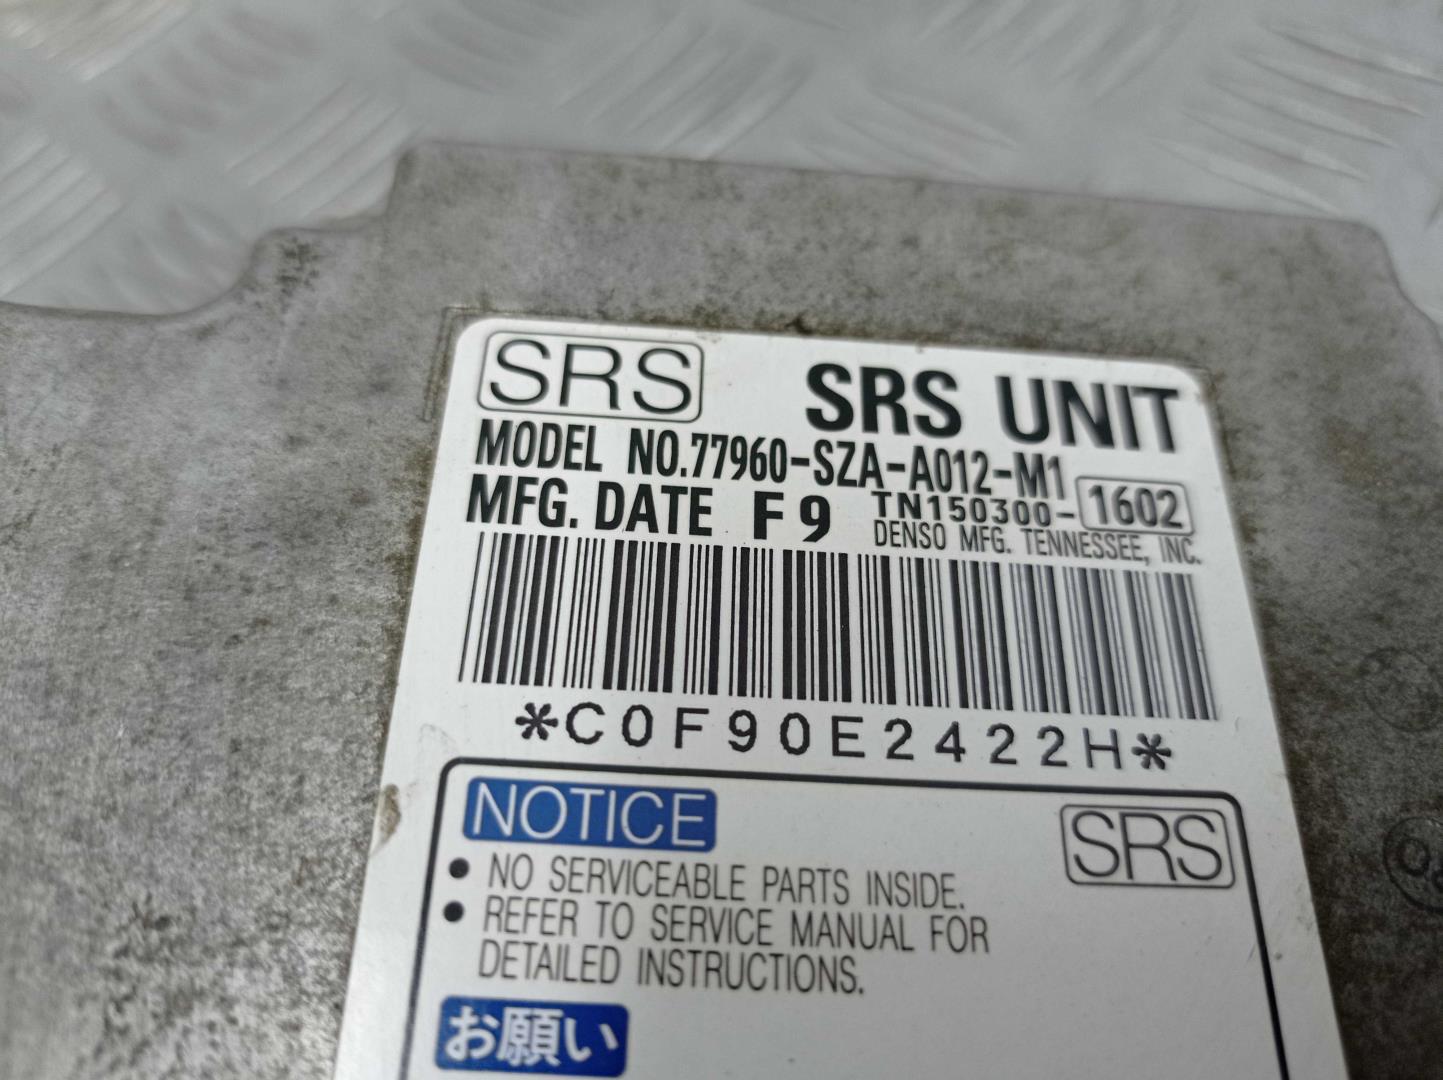 SRS SRS UNIT
MODEL NO.77960-SZA-A012-M1
MFG. DATE F9 TN150300-1602
DENSO MFG. TENNESSEE, INC.
*C0F90E2422H*
NOTICE SRS
• NO SERVICEABLE PARTS INSIDE.
• REFER TO SERVICE MANUAL FOR
DETAILED INSTRUCTIONS.
お願い